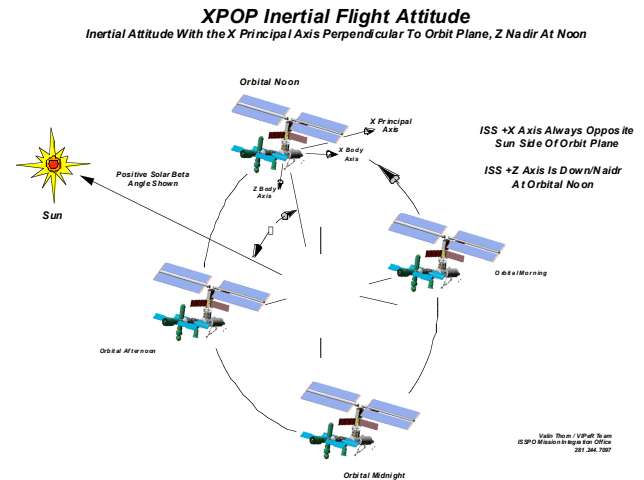 XPOP Inertial Flight Attitude
Inertial Attitude With the X Principal Axis Perpendicular To Orbit Plane, Z Nadir At Noon
Orbital Noon
X Principal
Axis
X Body
Axis
Z Body
Axis
ISS +X Axis Always Opposite
Sun Side Of Orbit Plane
ISS +Z Axis Is Down/Naidr
At Orbital Noon
Positive Solar Beta
Angle Shown
Sun
Orbital Morning
Orbital Afternoon
Orbital Midnight
Valin Thorn / VIPeR Team
ISSPO Mission Integration Office
281.244.7097